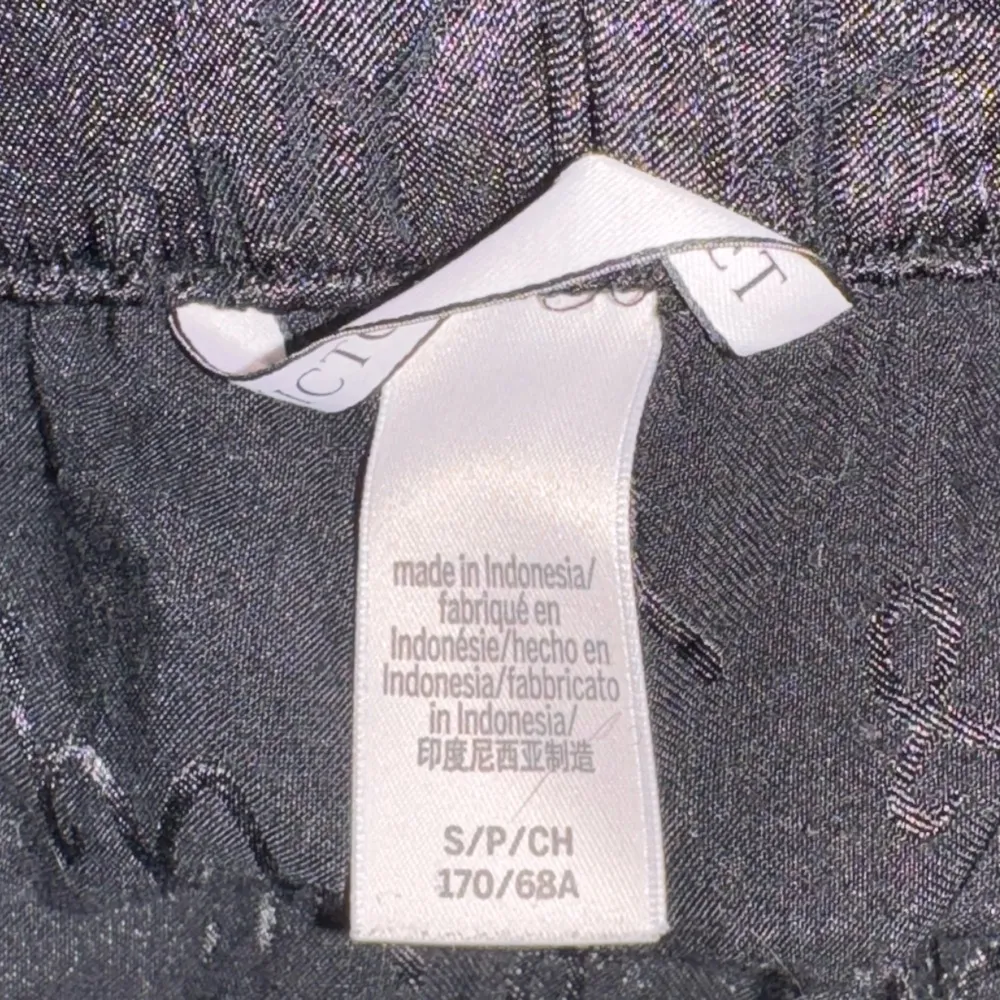 made in Indonesia/
fabriqué en
Indonésie/hecho en
Indonesia/fabbricato
in Indonesia/
印度尼西亚制造
S/P/CH
170/68A